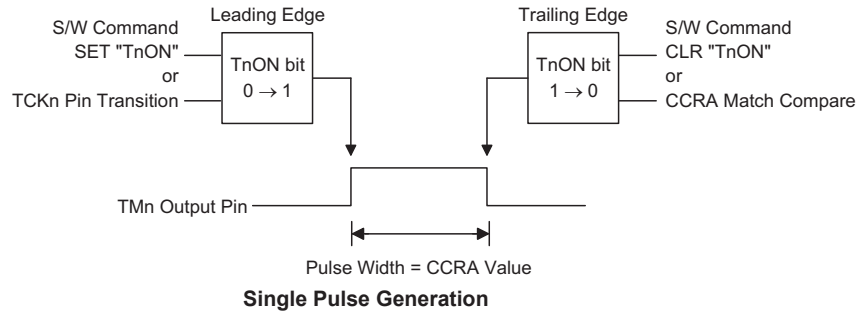 Leading Edge
S/W Command
SET "TnON"
or
TCKn Pin Transition
TnON bit
0 → 1
Trailing Edge
TnON bit
1 → 0
S/W Command
CLR "TnON"
or
CCRA Match Compare
TMn Output Pin
Pulse Width = CCRA Value
Single Pulse Generation